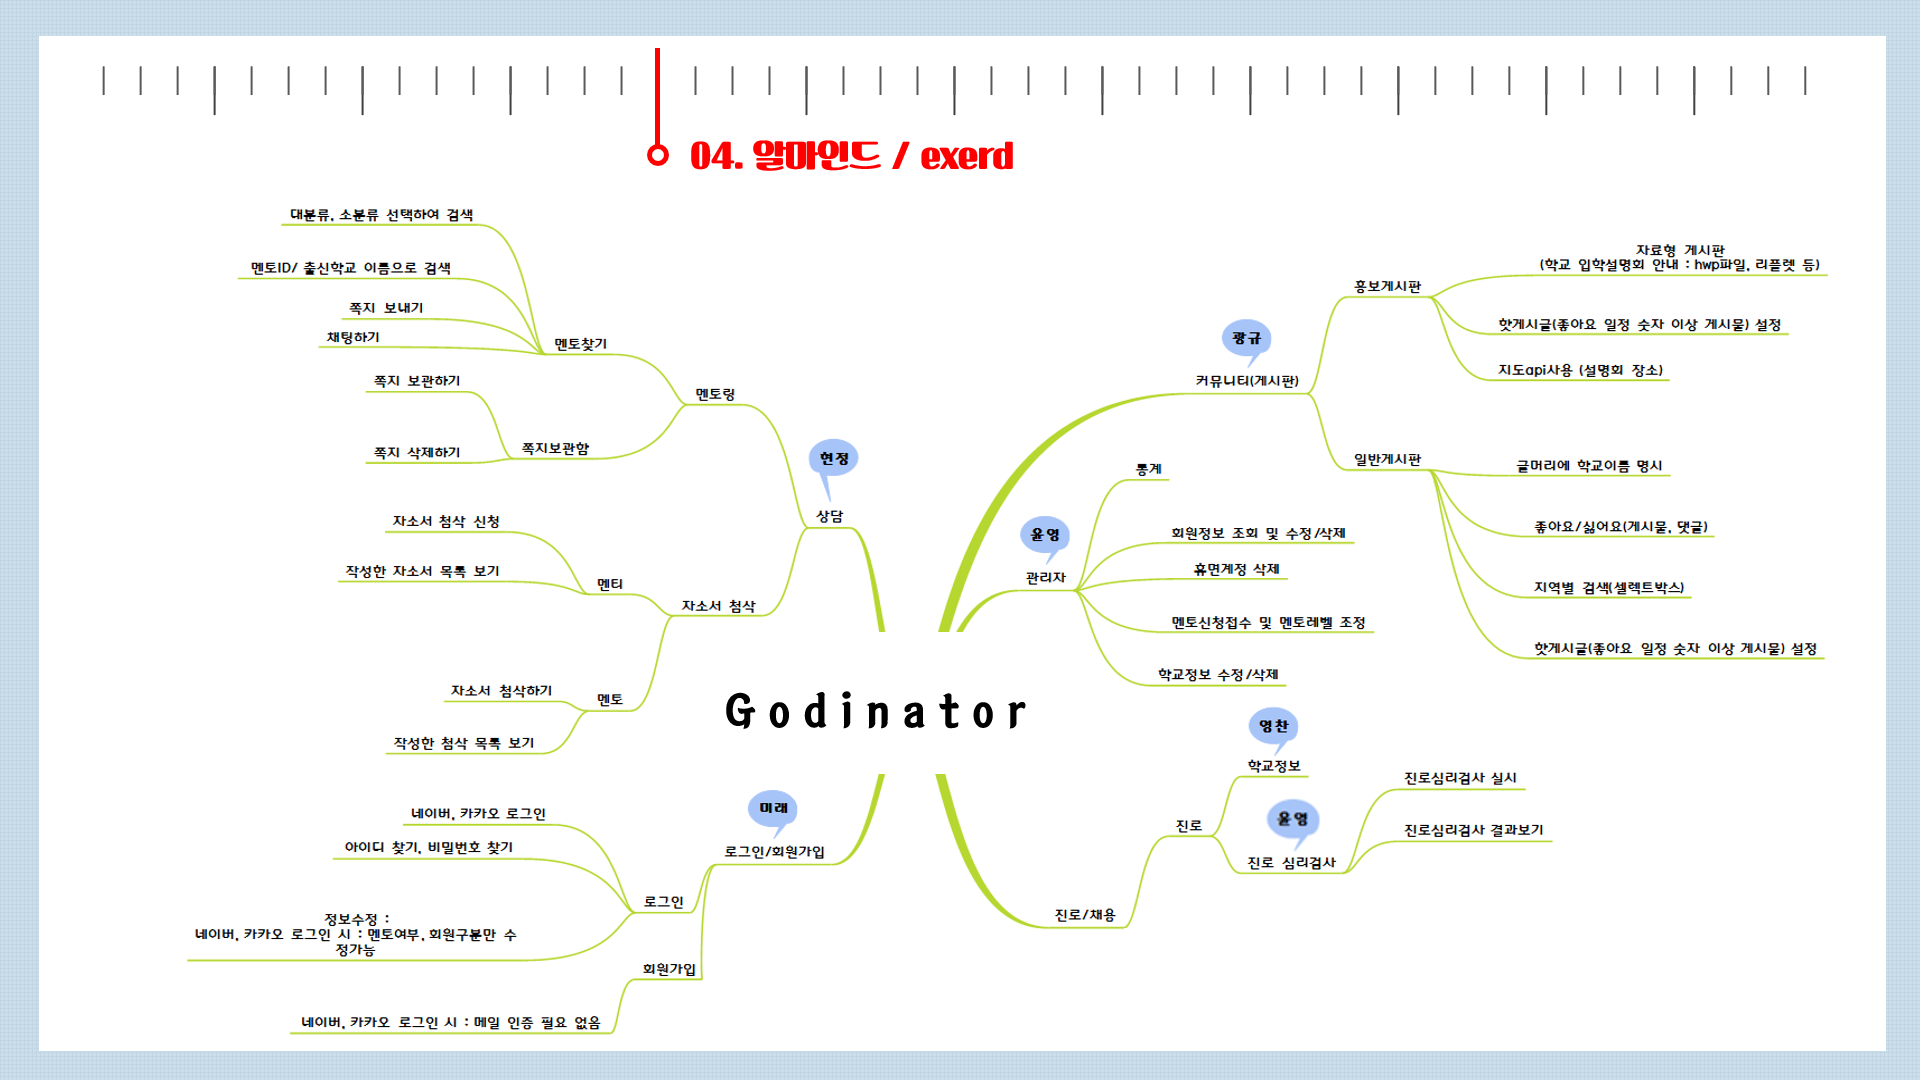 04. 알마인드 / exerd
대분류, 소분류 선택하여 검색
멘토ID/ 출신학교 이름으로 검색
쪽지 보내기
채팅하기
멘토찾기
쪽지 보관하기
쪽지 삭제하기
쪽지보관함
멘토링
현정
상담
자소서 첨삭 신청
작성한 자소서 목록 보기
멘티
자소서 첨삭
자소서 첨삭하기
멘토
작성한 첨삭 목록 보기
자료형 게시판
(학교 입학설명회 안내 : hwp파일, 리플렛 등)
홍보게시판
핫게시글(좋아요 일정 숫자 이상 게시물) 설정
지도api사용 (설명회 장소)
광규
커뮤니티(게시판)
일반게시판
글머리에 학교이름 명시
좋아요/싫어요(게시물, 댓글)
지역별 검색(셀렉트박스)
핫게시글(좋아요 일정 숫자 이상 게시물) 설정
통계
윤영
관리자
회원정보 조회 및 수정/삭제
휴면계정 삭제
멘토신청접수 및 멘토레벨 조정
학교정보 수정/삭제
Godinator
미래
로그인/회원가입
네이버, 카카오 로그인
아이디 찾기, 비밀번호 찾기
로그인
정보수정 :
네이버, 카카오 로그인 시 : 멘토여부, 회원구분만 수
정가능
회원가입
네이버, 카카오 로그인 시 : 메일 인증 필요 없음
영찬
학교정보
진로
윤영
진로 심리검사
진로심리검사 실시
진로심리검사 결과보기
진로/채용